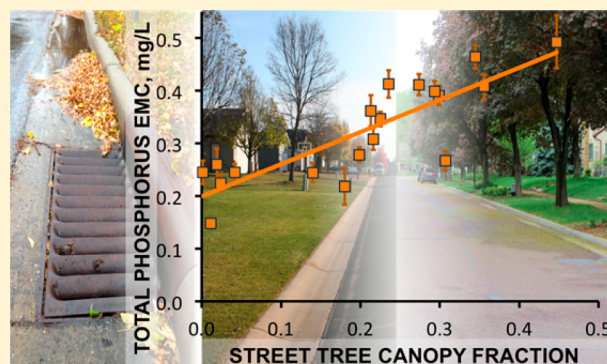 TOTAL PHOSPHORUS EMC, mg/L
0.5
0.4
0.3
0.2
0.1
0.0
0.0 0.1 0.2 0.3 0.4 0.5
STREET TREE CANOPY FRACTION